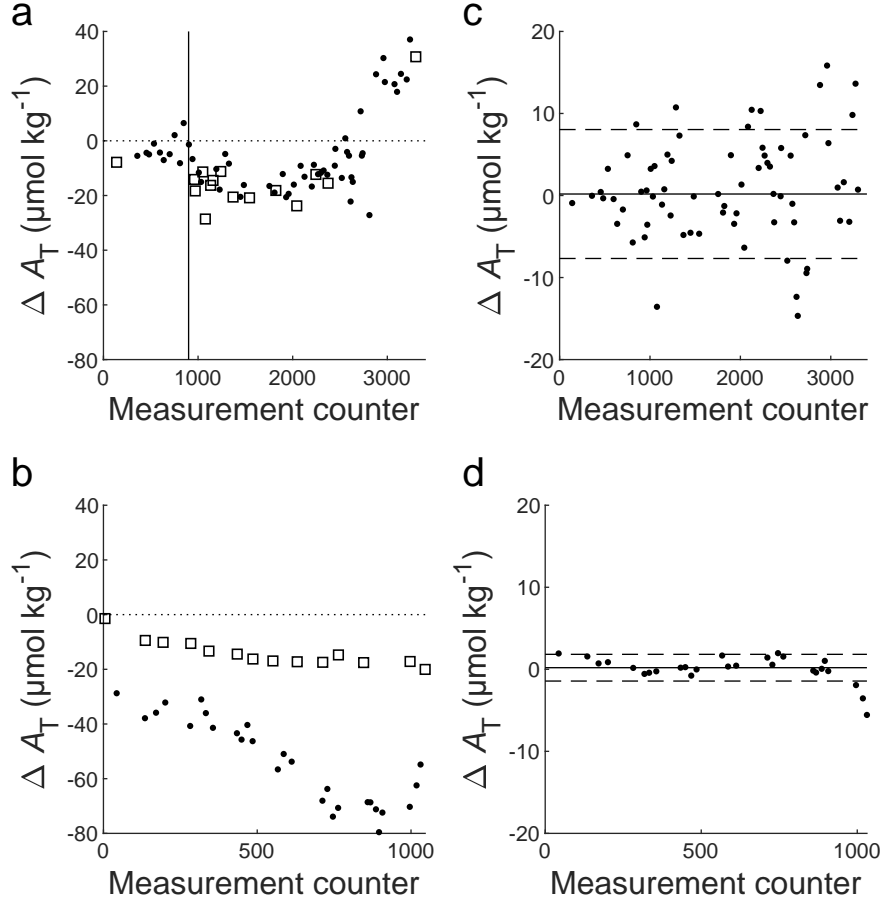 a
40
20
0
-20
-40
-60
-80
0 1000 2000 3000
Measurement counter
Δ A_T (μmol kg⁻¹)
c
20
10
0
-10
-20
0 1000 2000 3000
Measurement counter
Δ A_T (μmol kg⁻¹)
b
40
20
0
-20
-40
-60
-80
0 500 1000
Measurement counter
Δ A_T (μmol kg⁻¹)
d
20
10
0
-10
-20
0 500 1000
Measurement counter
Δ A_T (μmol kg⁻¹)